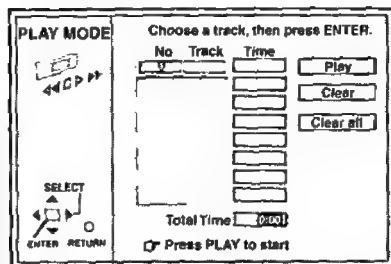 PLAY MODE
Choose a track, then press ENTER.
No Track Time
Play
Clear
Clear all
SELECT
ENTER RETURN
Total Time 0:00
Press PLAY to start